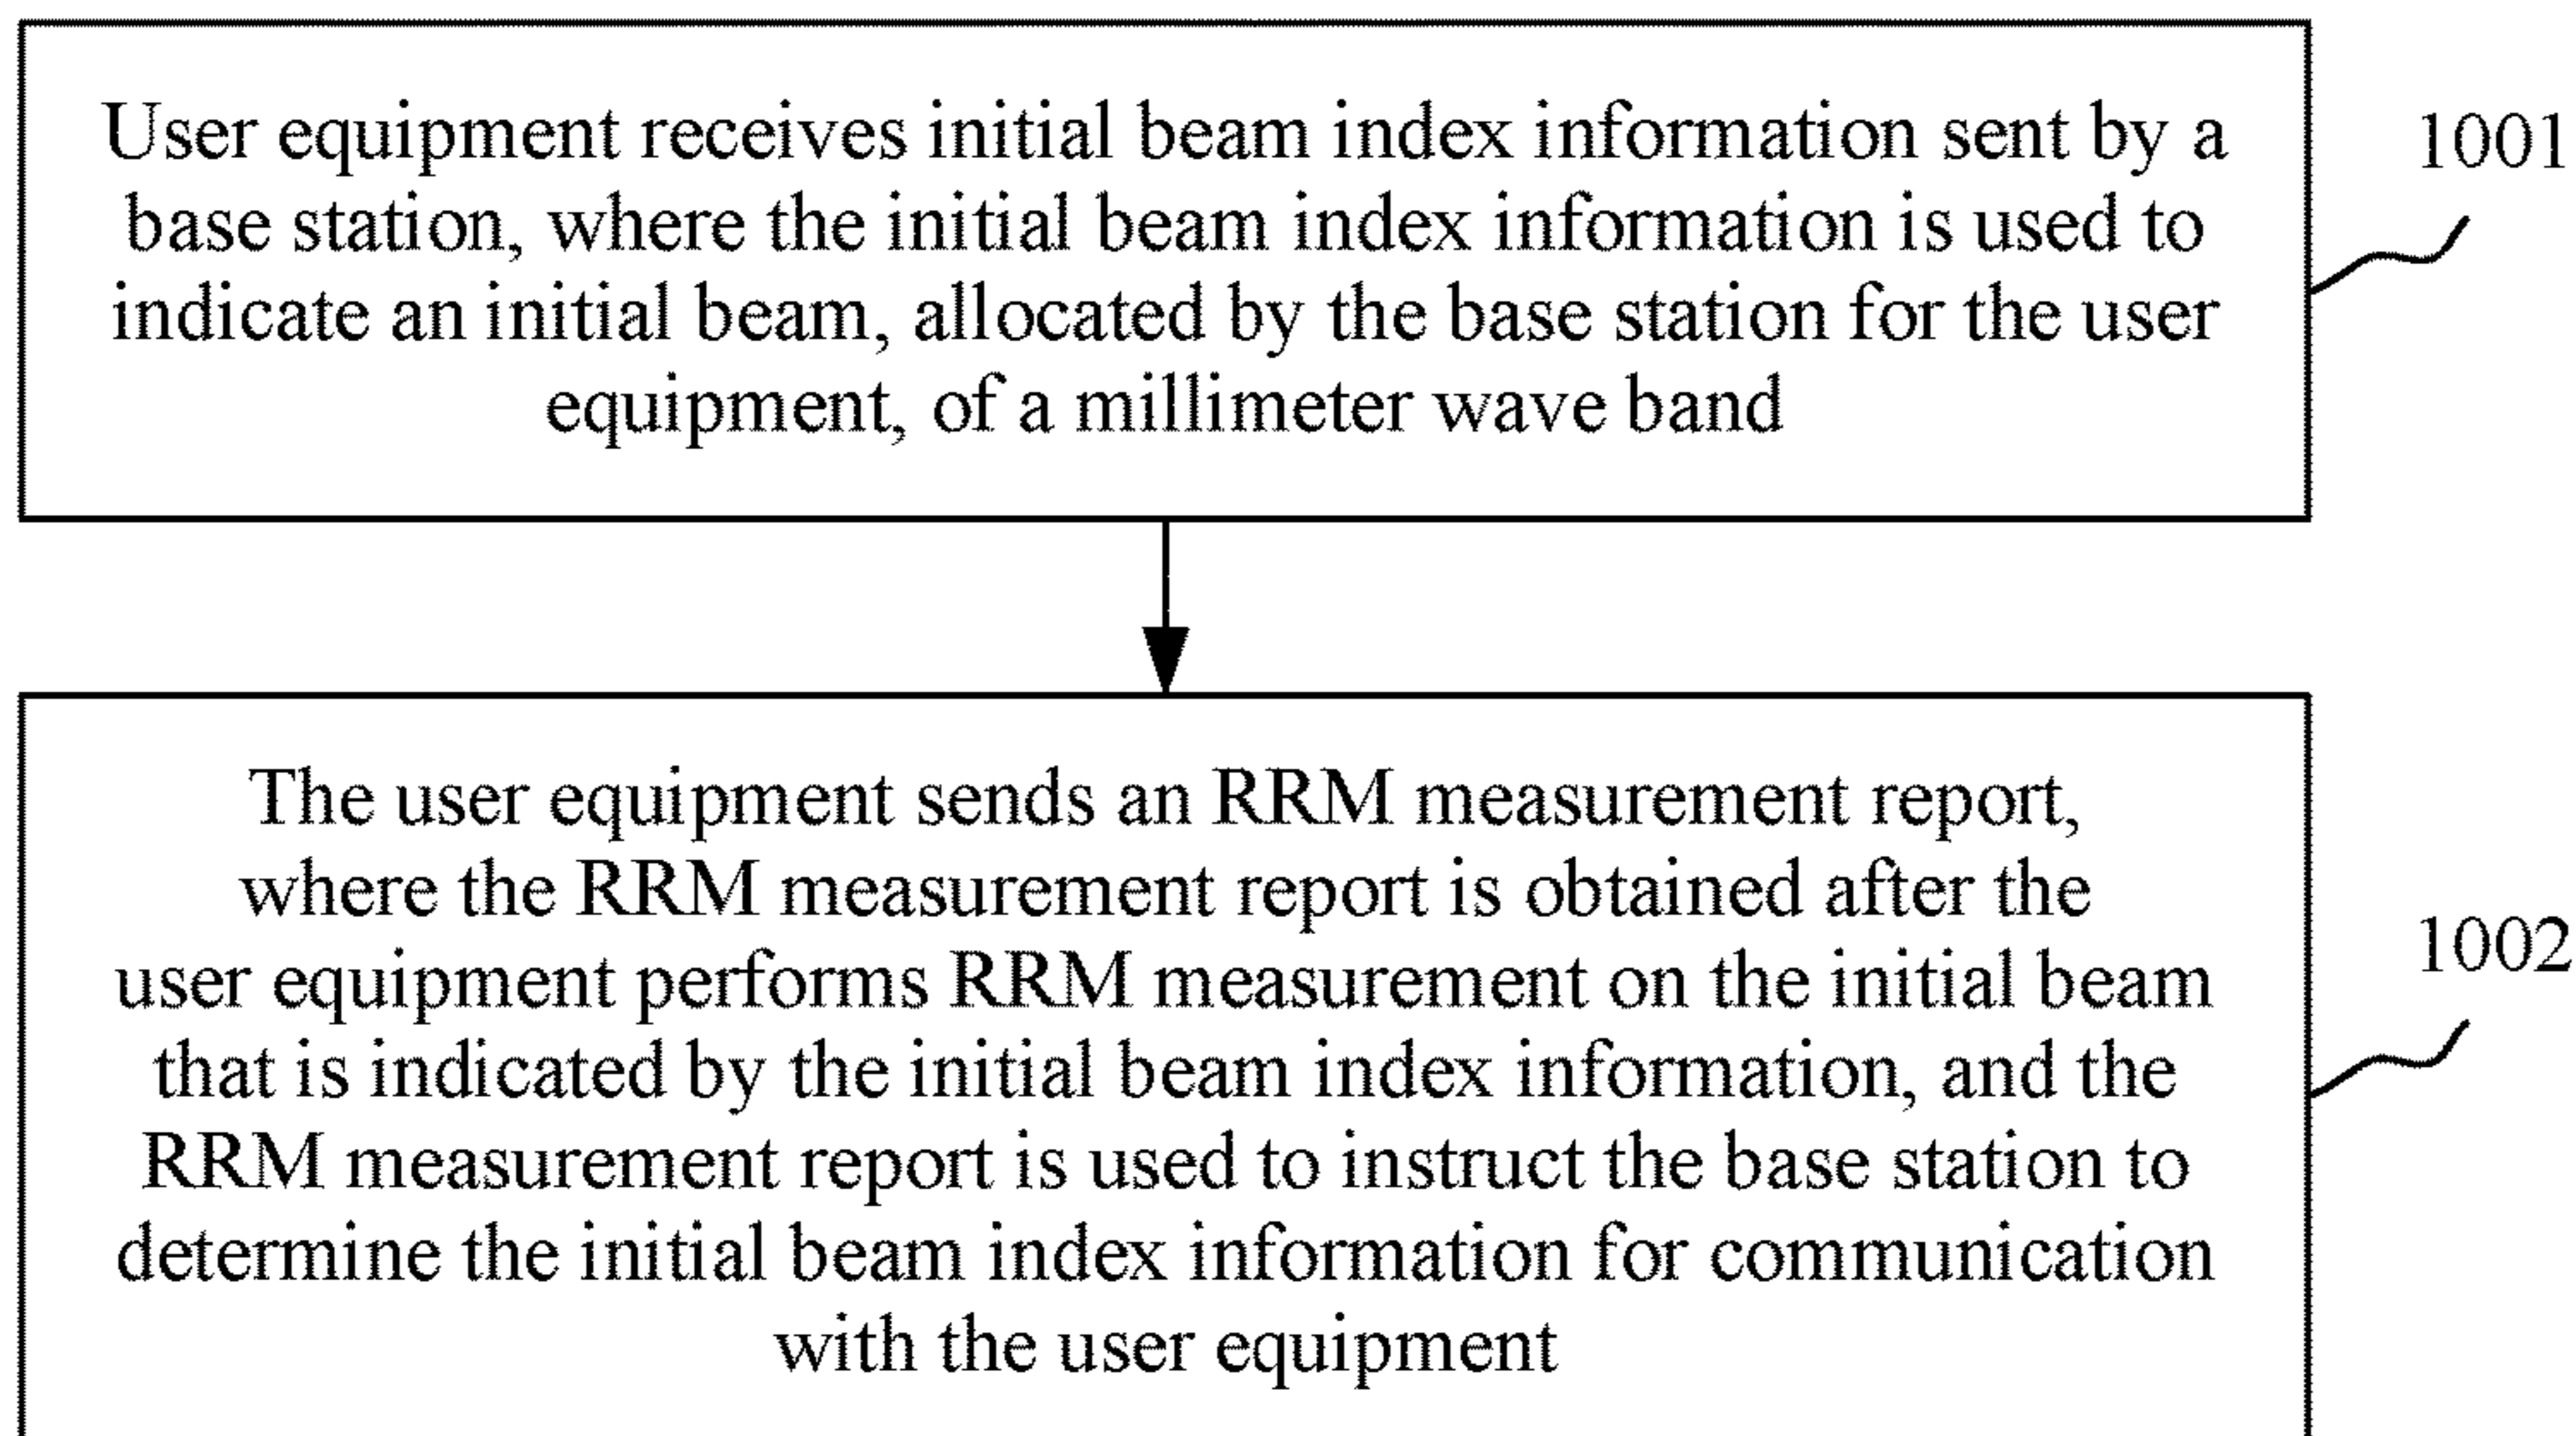 User equipment receives initial beam index information sent by a
base station, where the initial beam index information is used to
indicate an initial beam, allocated by the base station for the user
equipment, of a millimeter wave band
1001
The user equipment sends an RRM measurement report,
where the RRM measurement report is obtained after the
user equipment performs RRM measurement on the initial beam
that is indicated by the initial beam index information, and the
RRM measurement report is used to instruct the base station to
determine the initial beam index information for communication
with the user equipment
1002